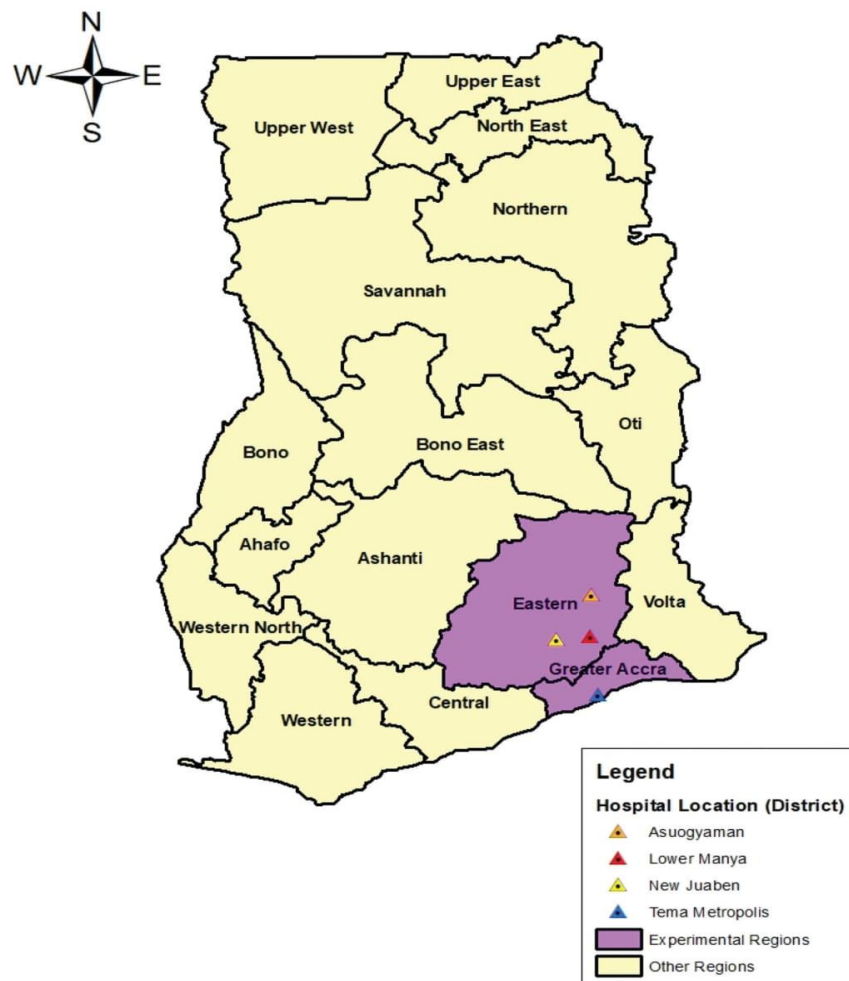 N
W E
S
Upper East
Upper West
North East
Northern
Savannah
Oti
Bono
Bono East
Ahafo
Ashanti
Eastern
Volta
Western North
Greater Accra
Central
Western
Legend
Hospital Location (District)
Asuogyaman
Lower Manya
New Juaben
Tema Metropolis
Experimental Regions
Other Regions